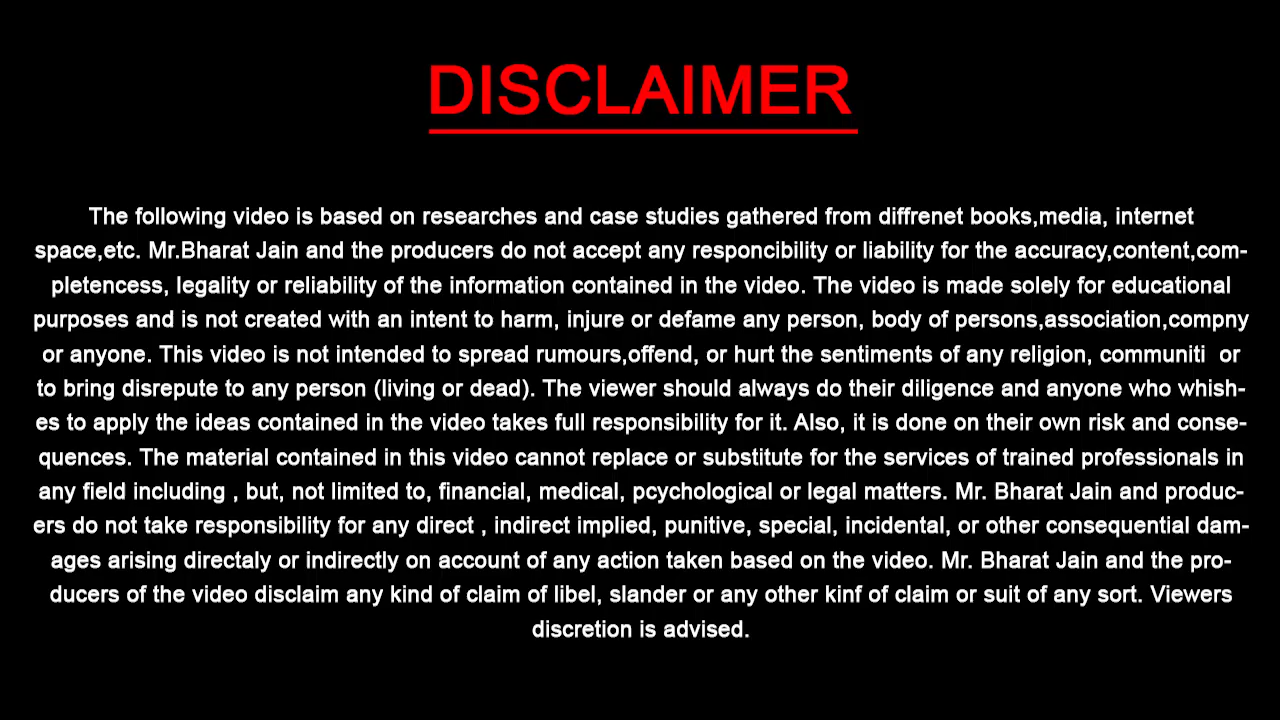 DISCLAIMER
The following video is based on researches and case studies gathered from diffrenet books,media, internet
space,etc. Mr.Bharat Jain and the producers do not accept any responcibility or liability for the accuracy,content,com-
pletencess, legality or reliability of the information contained in the video. The video is made solely for educational
purposes and is not created with an intent to harm, injure or defame any person, body of persons,association,compny
or anyone. This video is not intended to spread rumours,offend, or hurt the sentiments of any religion, communiti  or
to bring disrepute to any person (living or dead). The viewer should always do their diligence and anyone who whish-
es to apply the ideas contained in the video takes full responsibility for it. Also, it is done on their own risk and conse-
quences. The material contained in this video cannot replace or substitute for the services of trained professionals in
any field including , but, not limited to, financial, medical, pcychological or legal matters. Mr. Bharat Jain and produc-
ers do not take responsibility for any direct , indirect implied, punitive, special, incidental, or other consequential dam-
ages arising directaly or indirectly on account of any action taken based on the video. Mr. Bharat Jain and the pro-
ducers of the video disclaim any kind of claim of libel, slander or any other kinf of claim or suit of any sort. Viewers
discretion is advised.